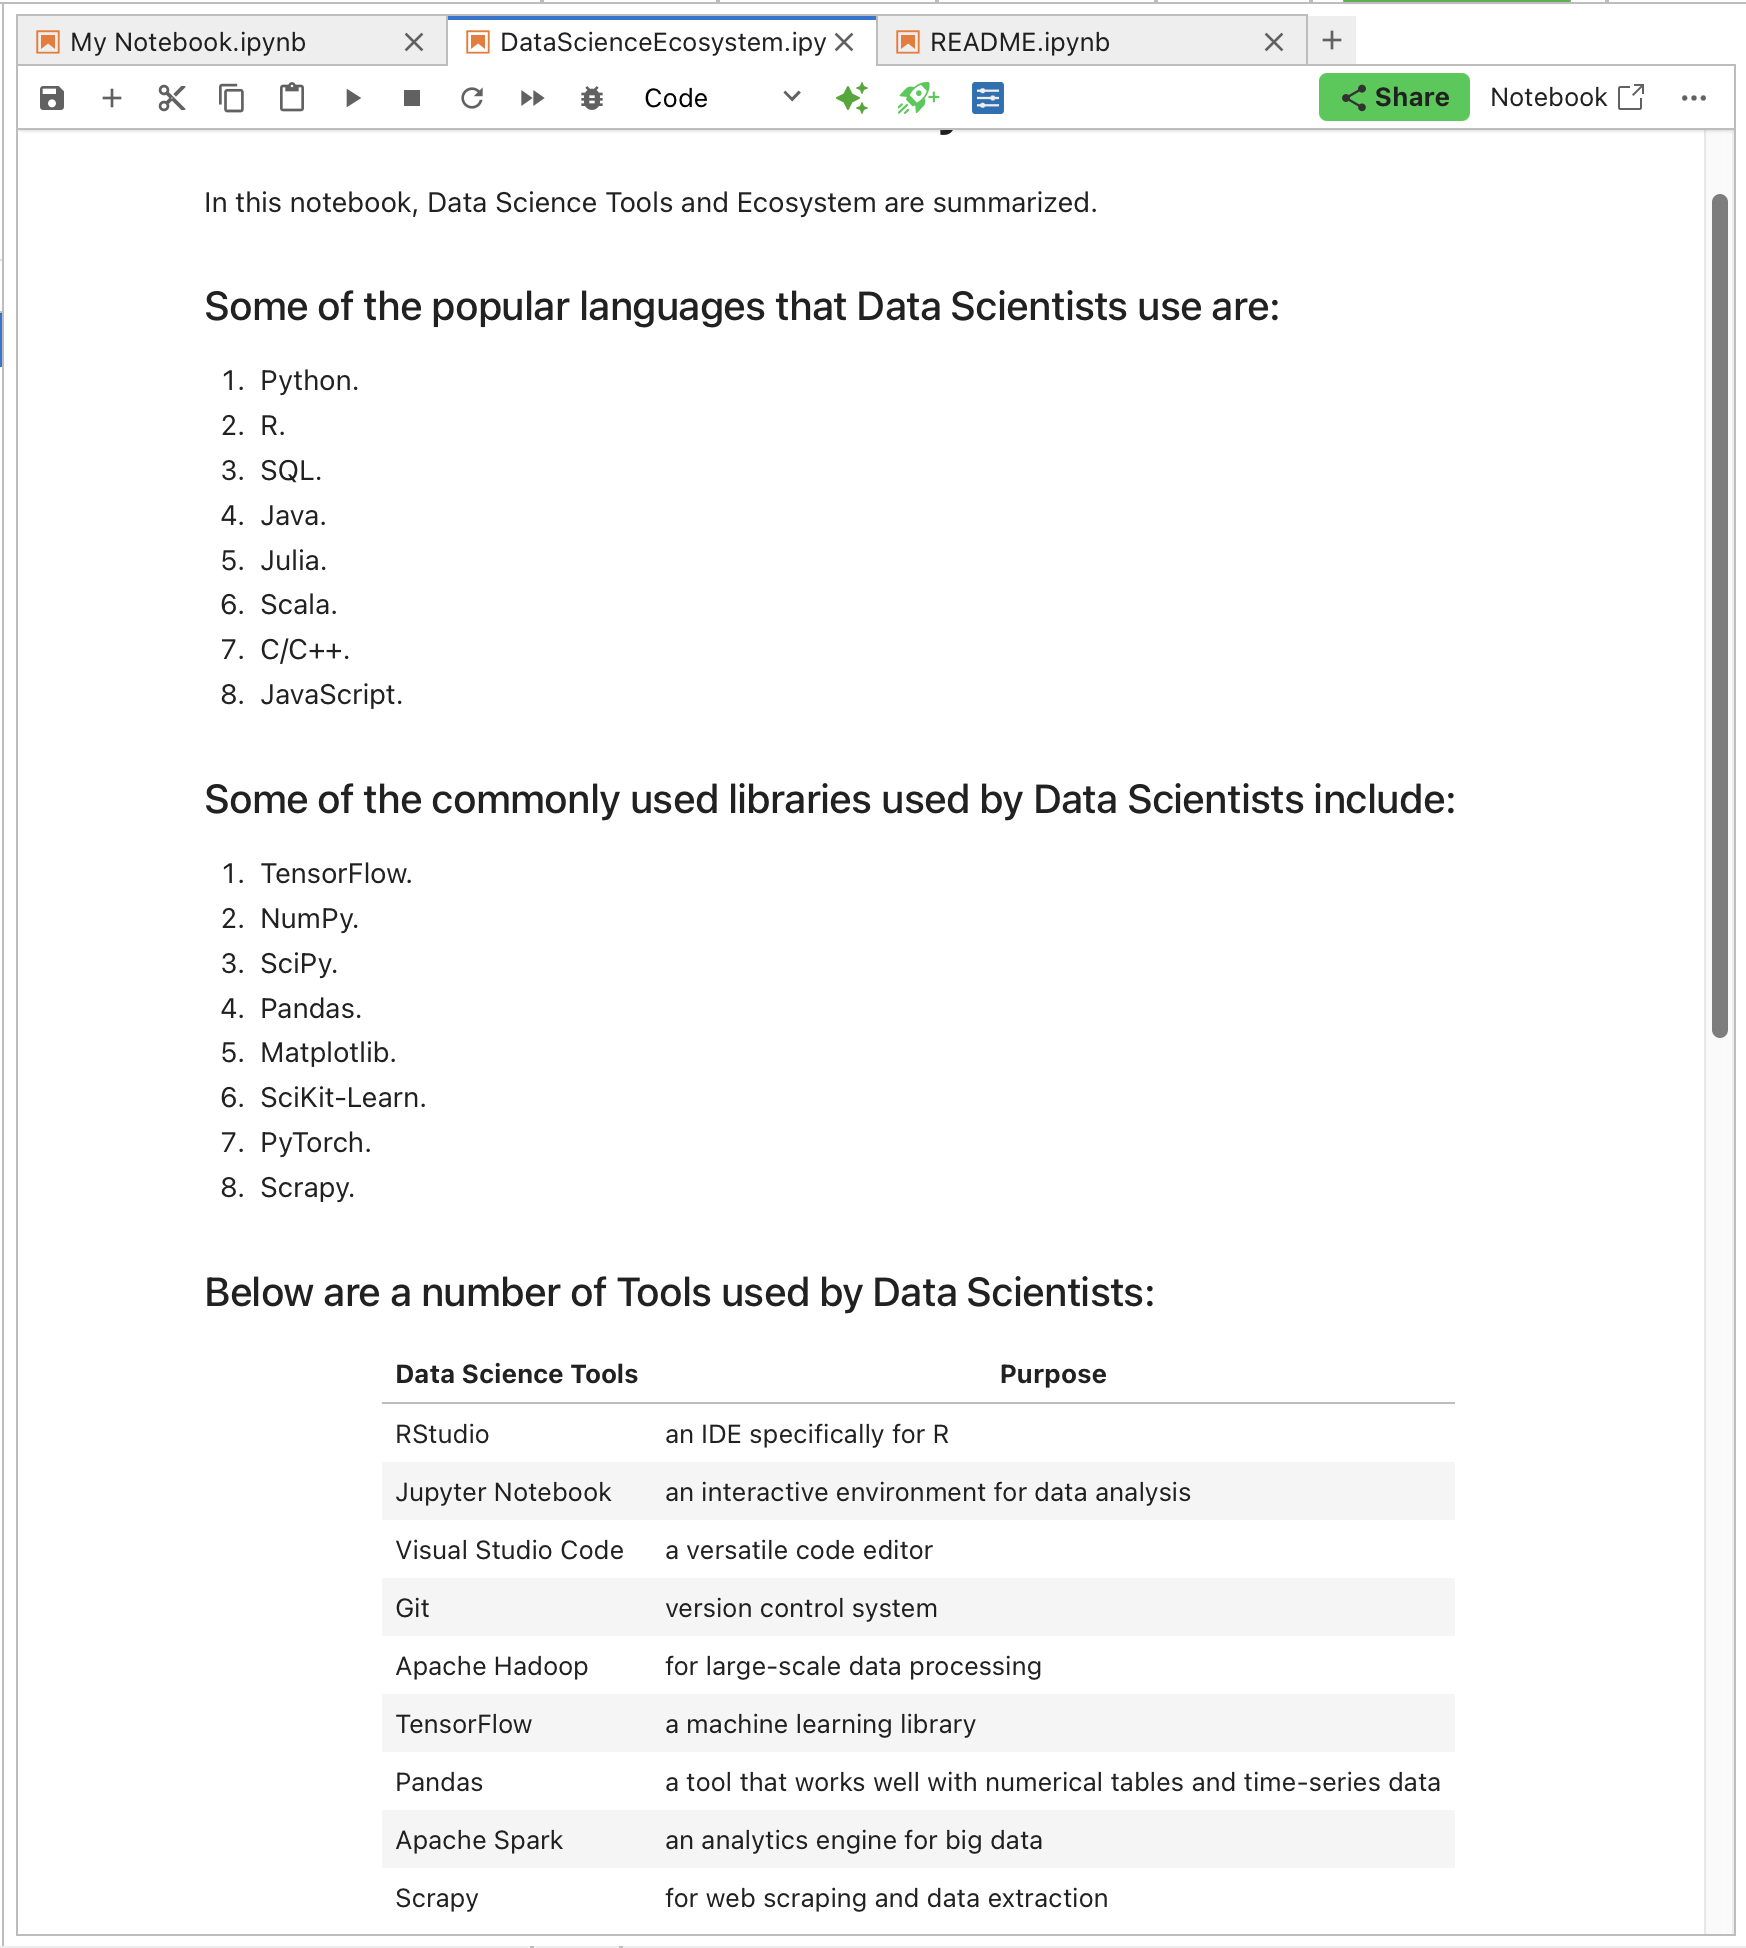 My Notebook.ipynb
DataScienceEcosystem.ipy
README.ipynb
Code
Share
Notebook
In this notebook, Data Science Tools and Ecosystem are summarized.
Some of the popular languages that Data Scientists use are:
1. Python.
2. R.
3. SQL.
4. Java.
5. Julia.
6. Scala.
7. C/C++.
8. JavaScript.
Some of the commonly used libraries used by Data Scientists include:
1. TensorFlow.
2. NumPy.
3. SciPy.
4. Pandas.
5. Matplotlib.
6. SciKit-Learn.
7. PyTorch.
8. Scrapy.
Below are a number of Tools used by Data Scientists:
Data Science Tools Purpose
RStudio an IDE specifically for R
Jupyter Notebook an interactive environment for data analysis
Visual Studio Code a versatile code editor
Git version control system
Apache Hadoop for large-scale data processing
TensorFlow a machine learning library
Pandas a tool that works well with numerical tables and time-series data
Apache Spark an analytics engine for big data
Scrapy for web scraping and data extraction